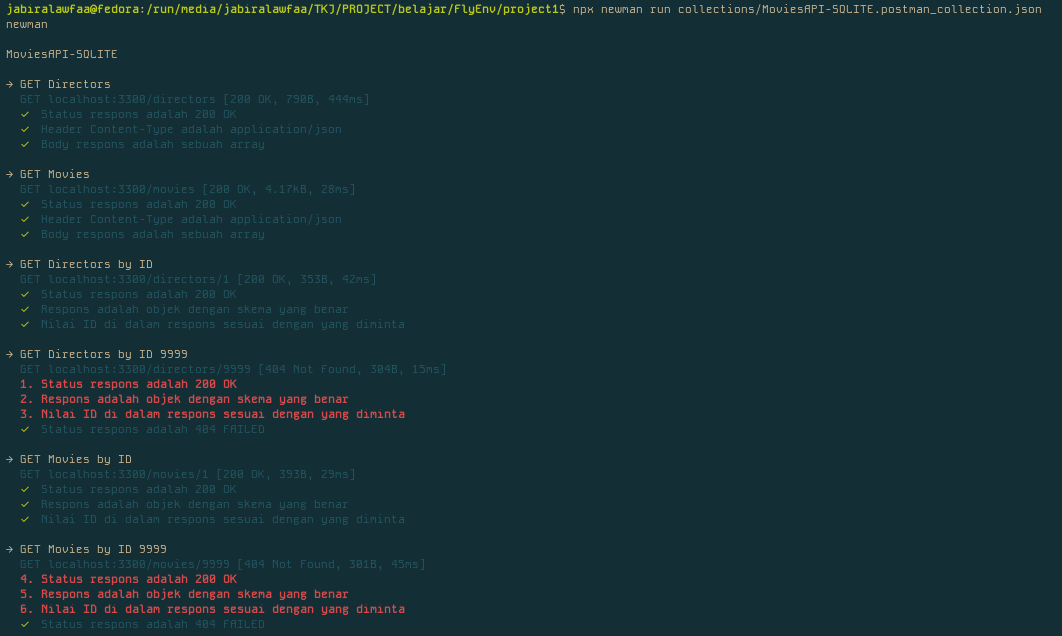 jabiralawfaa@fedora:/run/media/jabiralawfaa/TKJ/PROJECT/belajar/FlyEnv/project1$ npx newman run collections/MoviesAPI-SQLITE.postman_collection.json
newman
MoviesAPI-SQLITE
→ GET Directors
GET localhost:3300/directors [200 OK, 790B, 444ms]
✓ Status respons adalah 200 OK
✓ Header Content-Type adalah application/json
✓ Body respons adalah sebuah array
→ GET Movies
GET localhost:3300/movies [200 OK, 4.17kB, 28ms]
✓ Status respons adalah 200 OK
✓ Header Content-Type adalah application/json
✓ Body respons adalah sebuah array
→ GET Directors by ID
GET localhost:3300/directors/1 [200 OK, 353B, 42ms]
✓ Status respons adalah 200 OK
✓ Respons adalah objek dengan skema yang benar
✓ Nilai ID di dalam respons sesuai dengan yang diminta
→ GET Directors by ID 9999
GET localhost:3300/directors/9999 [404 Not Found, 304B, 15ms]
1. Status respons adalah 200 OK
2. Respons adalah objek dengan skema yang benar
3. Nilai ID di dalam respons sesuai dengan yang diminta
✓ Status respons adalah 404 FAILED
→ GET Movies by ID
GET localhost:3300/movies/1 [200 OK, 393B, 29ms]
✓ Status respons adalah 200 OK
✓ Respons adalah objek dengan skema yang benar
✓ Nilai ID di dalam respons sesuai dengan yang diminta
→ GET Movies by ID 9999
GET localhost:3300/movies/9999 [404 Not Found, 301B, 45ms]
4. Status respons adalah 200 OK
5. Respons adalah objek dengan skema yang benar
6. Nilai ID di dalam respons sesuai dengan yang diminta
✓ Status respons adalah 404 FAILED